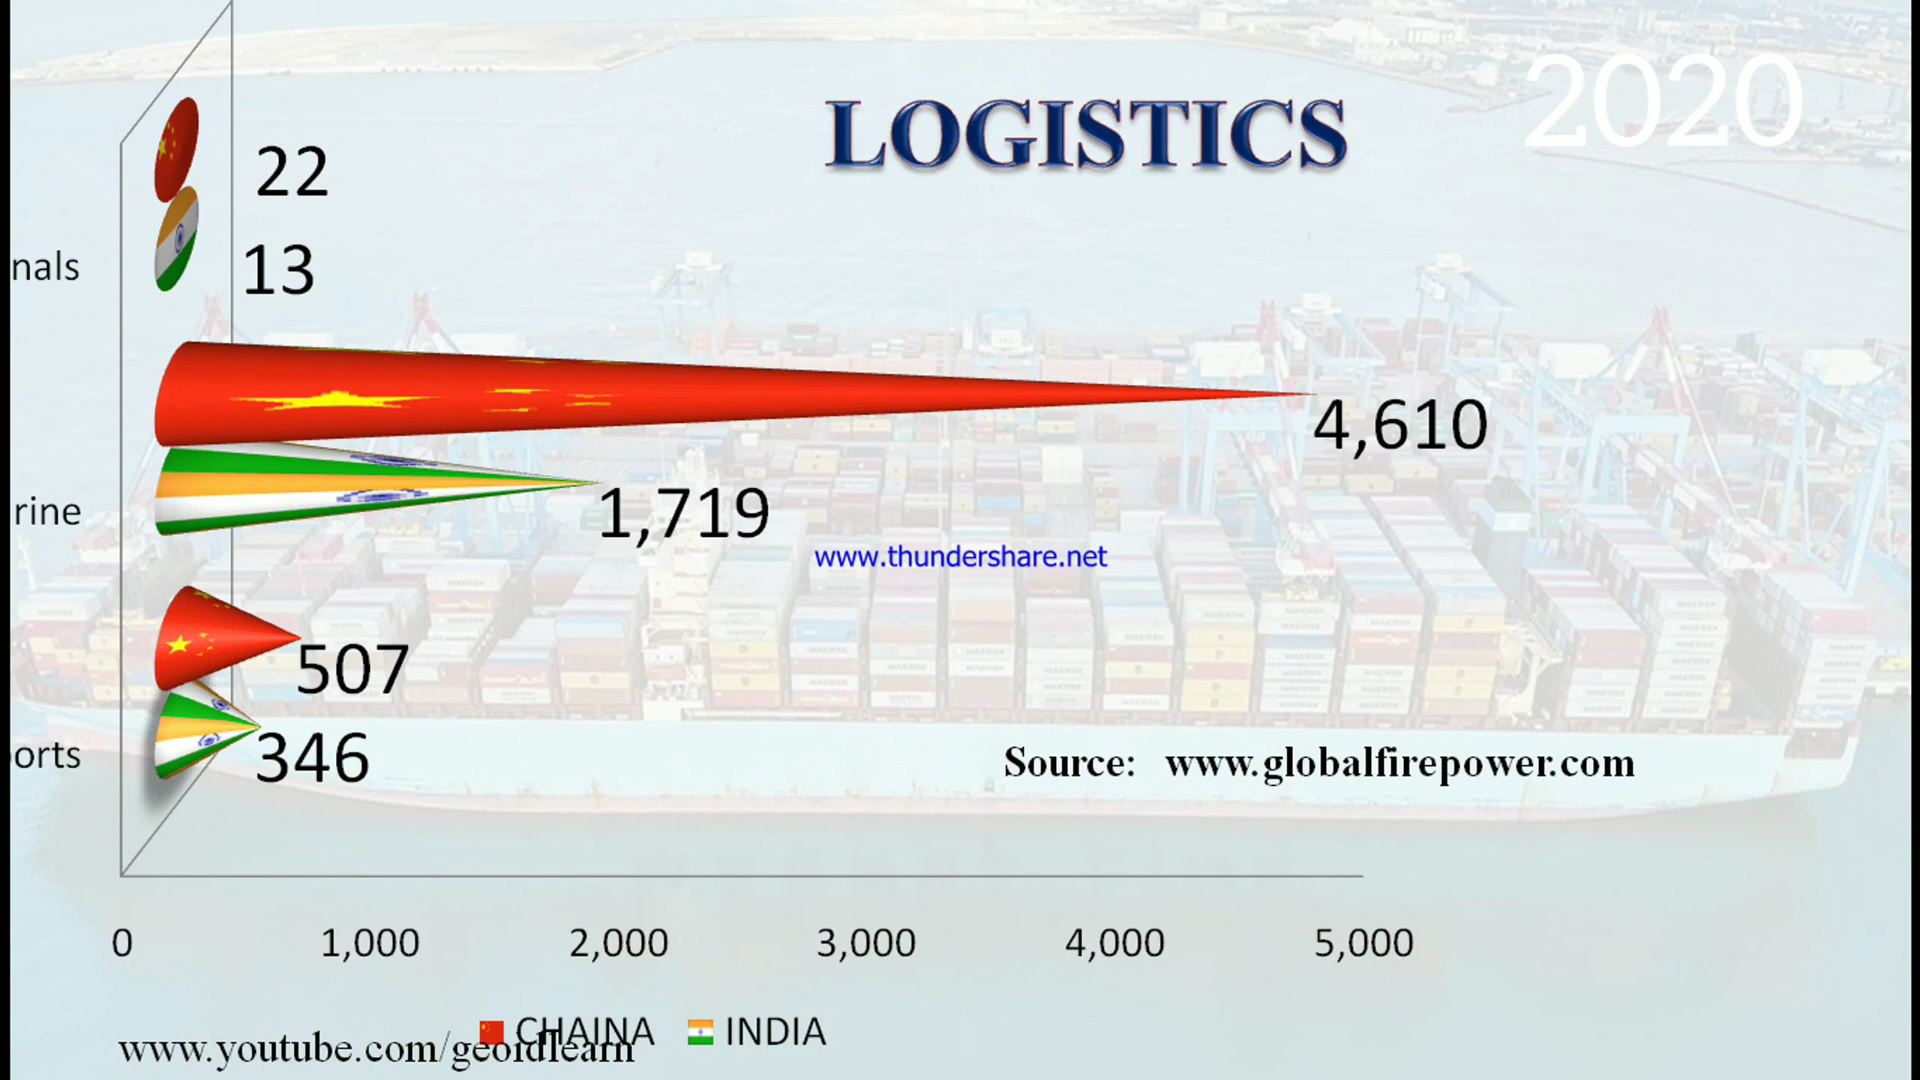 2020
LOGISTICS
22
13
nals
4,610
rine
1,719
www.thundershare.net
507
orts
346
Source: www.globalfirepower.com
0 1,000 2,000 3,000 4,000 5,000
CHAINA INDIA
www.youtube.com/geoidlearn